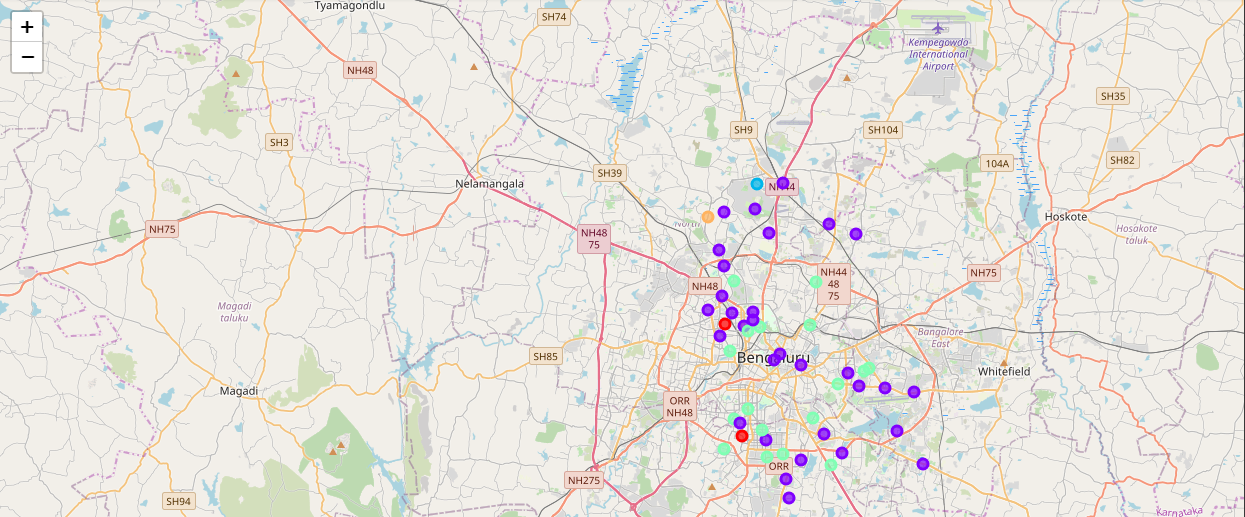 Tyamagondlu
SH74
+
−
Kempegowda
International
Airport
NH48
SH35
SH9
SH104
SH3
SH82
104A
SH39
Nelamangala
NH44
Hoskote
North
NH75
NH48
75
Hosakote
taluk
NH44
48
75
NH75
NH48
Magadi
taluku
Bangalore
East
SH85
Bengaluru
Whitefield
Magadi
ORR
NH48
ORR
NH275
SH94
Karnataka